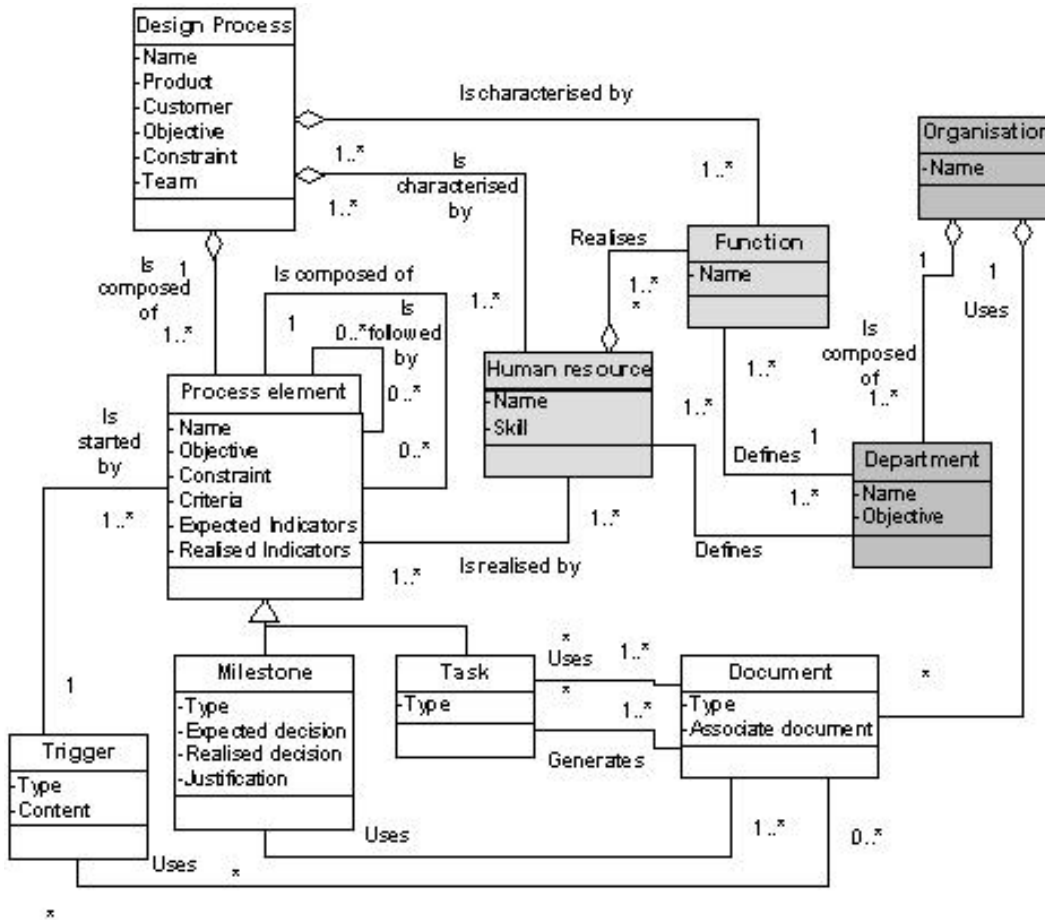 Design Process
-Name
-Product
-Customer
-Objective
-Constraint
-Team
Is characterised by
1..*
1..*
Is
characterised
by
1..*
1..*
Organisation
-Name
1
1
Uses
*
Is
composed
of
1..*
Function
-Name
Realises
1..*
*
Is
composed
of
1
1..*
Is composed of
1
0..*
Is
followed
by
0..*
0..*
Process element
-Name
-Objective
-Constraint
-Criteria
-Expected Indicators
-Realised Indicators
Human resource
-Name
-Skill
1..*
1..*
Defines
1
1..*
Defines
Department
-Name
-Objective
Is
started
by
1..*
1
Is realised by
1..*
1..*
Milestone
-Type
-Expected decision
-Realised decision
-Justification
Task
-Type
*
Uses
1..*
*
1..*
Generates
Document
-Type
-Associate document
Trigger
-Type
-Content
Uses
1..*
0..*
Uses
*
*